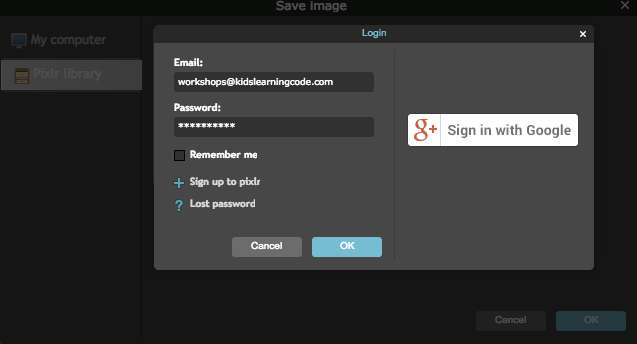 Save image
My computer
Pixlr library
Login
Email:
workshops@kidslearningcode.com
Password:
**********
Remember me
Sign up to pixlr
Lost password
Cancel
OK
g+ Sign in with Google
Cancel
OK